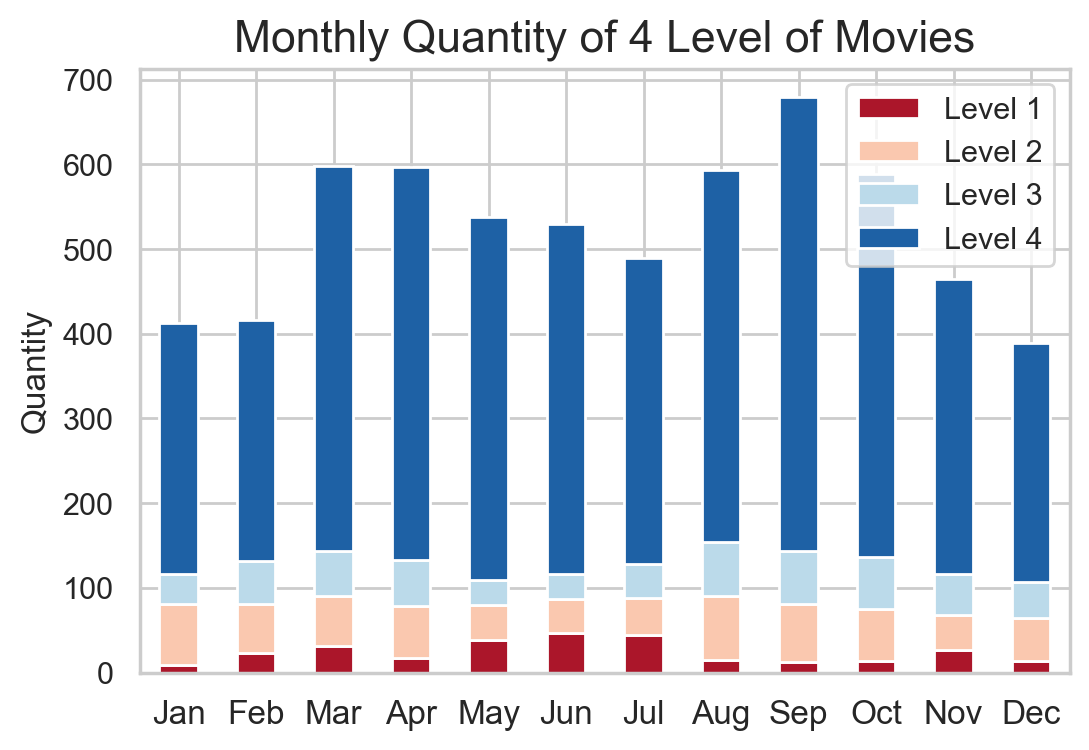 Monthly Quantity of 4 Level of Movies
700
600
500
400
300
200
100
0
Quantity
Level 1
Level 2
Level 3
Level 4
Jan Feb Mar Apr May Jun Jul Aug Sep Oct Nov Dec